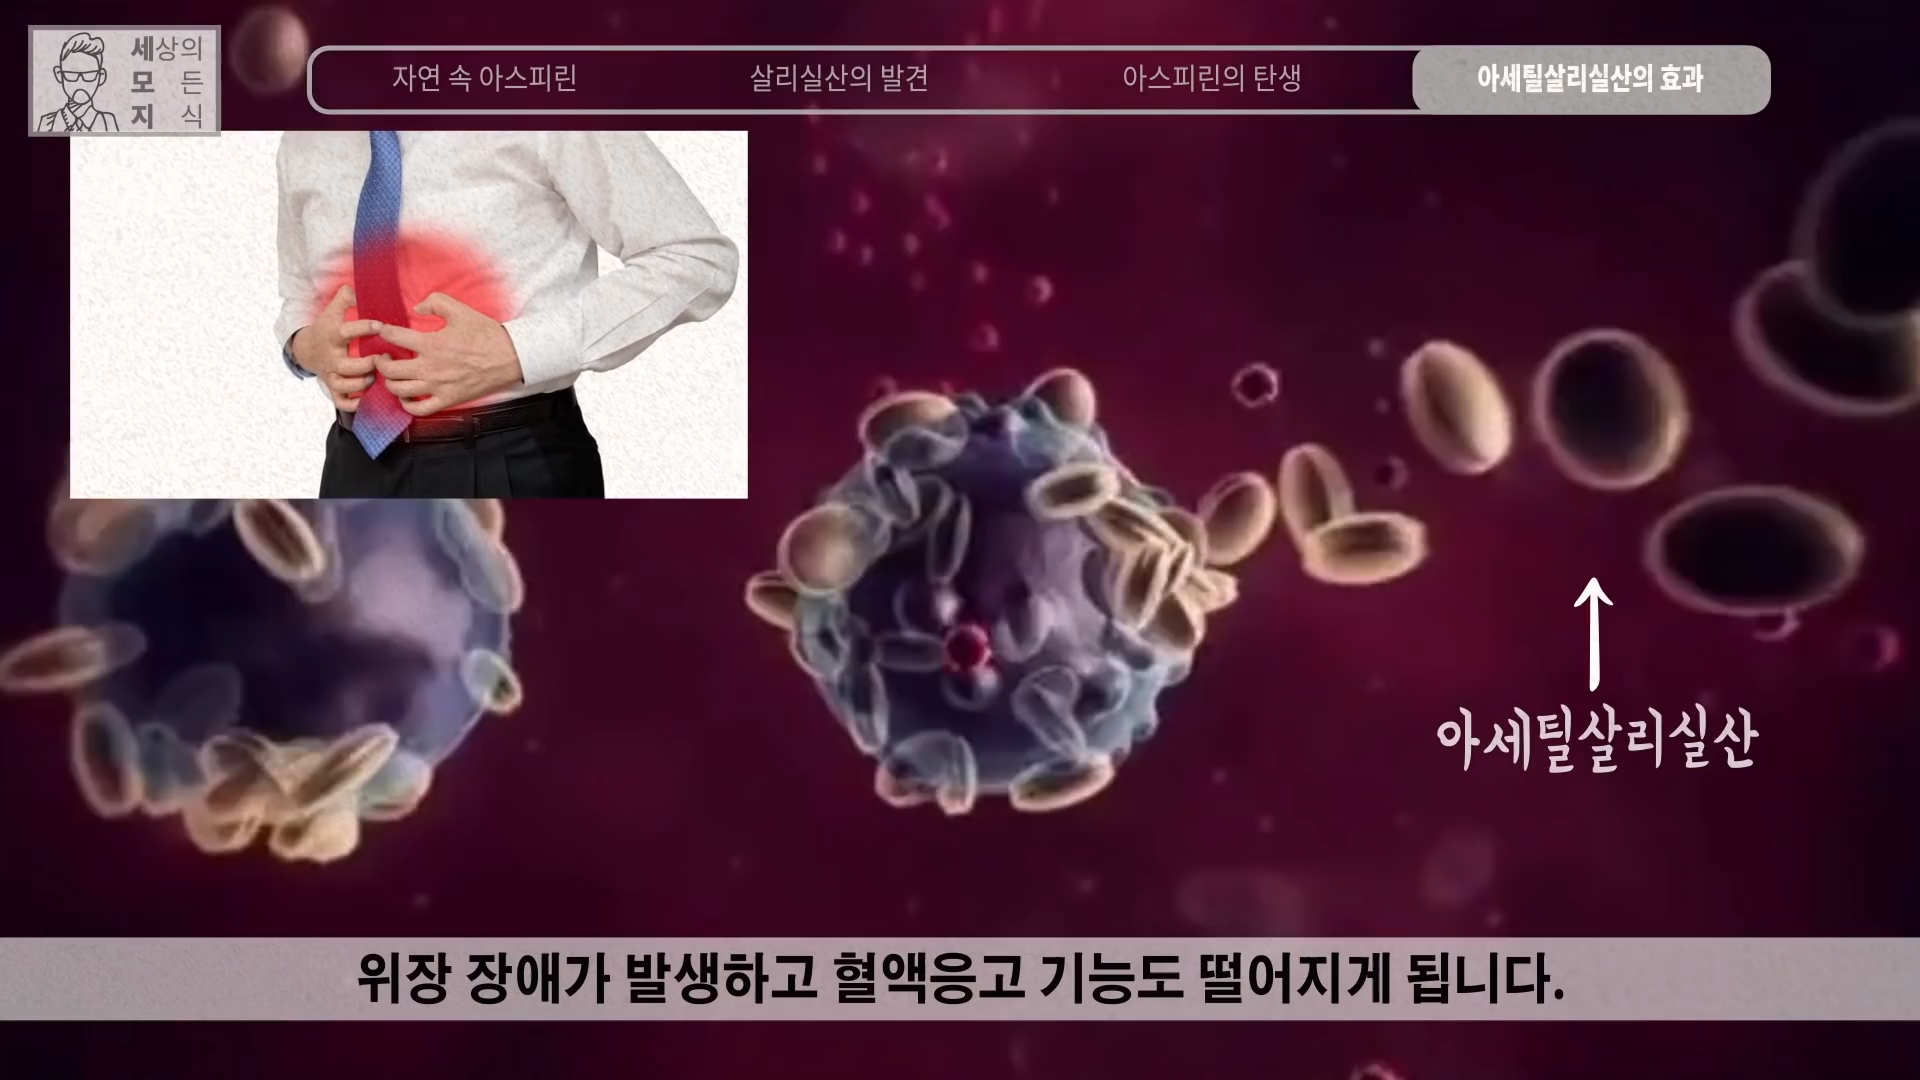 세상의
모든
지식
자연 속 아스피린
살리실산의 발견
아스피린의 탄생
아세틸살리실산의 효과
아세틸살리실산
위장 장애가 발생하고 혈액응고 기능도 떨어지게 됩니다.